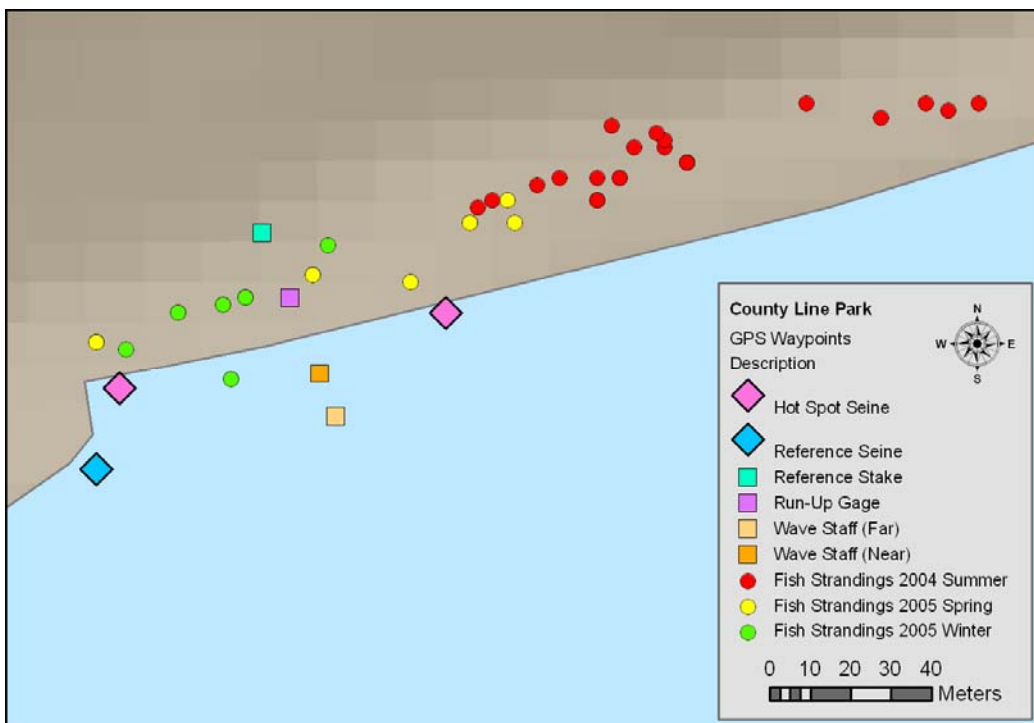 County Line Park
GPS Waypoints
Description
N
W E
S
Hot Spot Seine
Reference Seine
Reference Stake
Run-Up Gage
Wave Staff (Far)
Wave Staff (Near)
Fish Strandings 2004 Summer
Fish Strandings 2005 Spring
Fish Strandings 2005 Winter
0 10 20 30 40
Meters